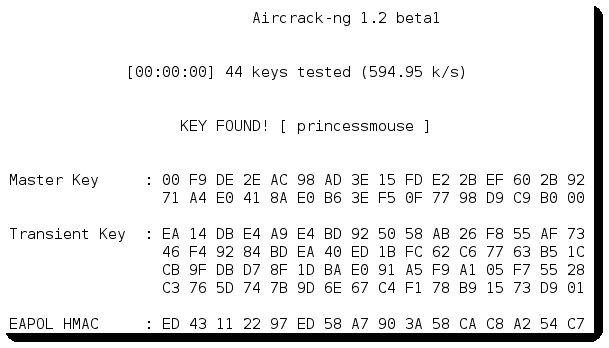 Aircrack-ng 1.2 beta1
[00:00:00] 44 keys tested (594.95 k/s)
KEY FOUND! [ princessmouse ]
Master Key : 00 F9 DE 2E AC 98 AD 3E 15 FD E2 2B EF 60 2B 92
71 A4 E0 41 8A E0 B6 3E F5 0F 77 98 D9 C9 B0 00
Transient Key : EA 14 DB E4 A9 E4 BD 92 50 58 AB 26 F8 55 AF 73
46 F4 92 84 BD EA 40 ED 1B FC 62 C6 77 63 B5 1C
CB 9F DB D7 8F 1D BA E0 91 A5 F9 A1 05 F7 55 28
C3 76 5D 74 7B 9D 6E 67 C4 F1 78 B9 15 73 D9 01
EAPOL HMAC : ED 43 11 22 97 ED 58 A7 90 3A 58 CA C8 A2 54 C7